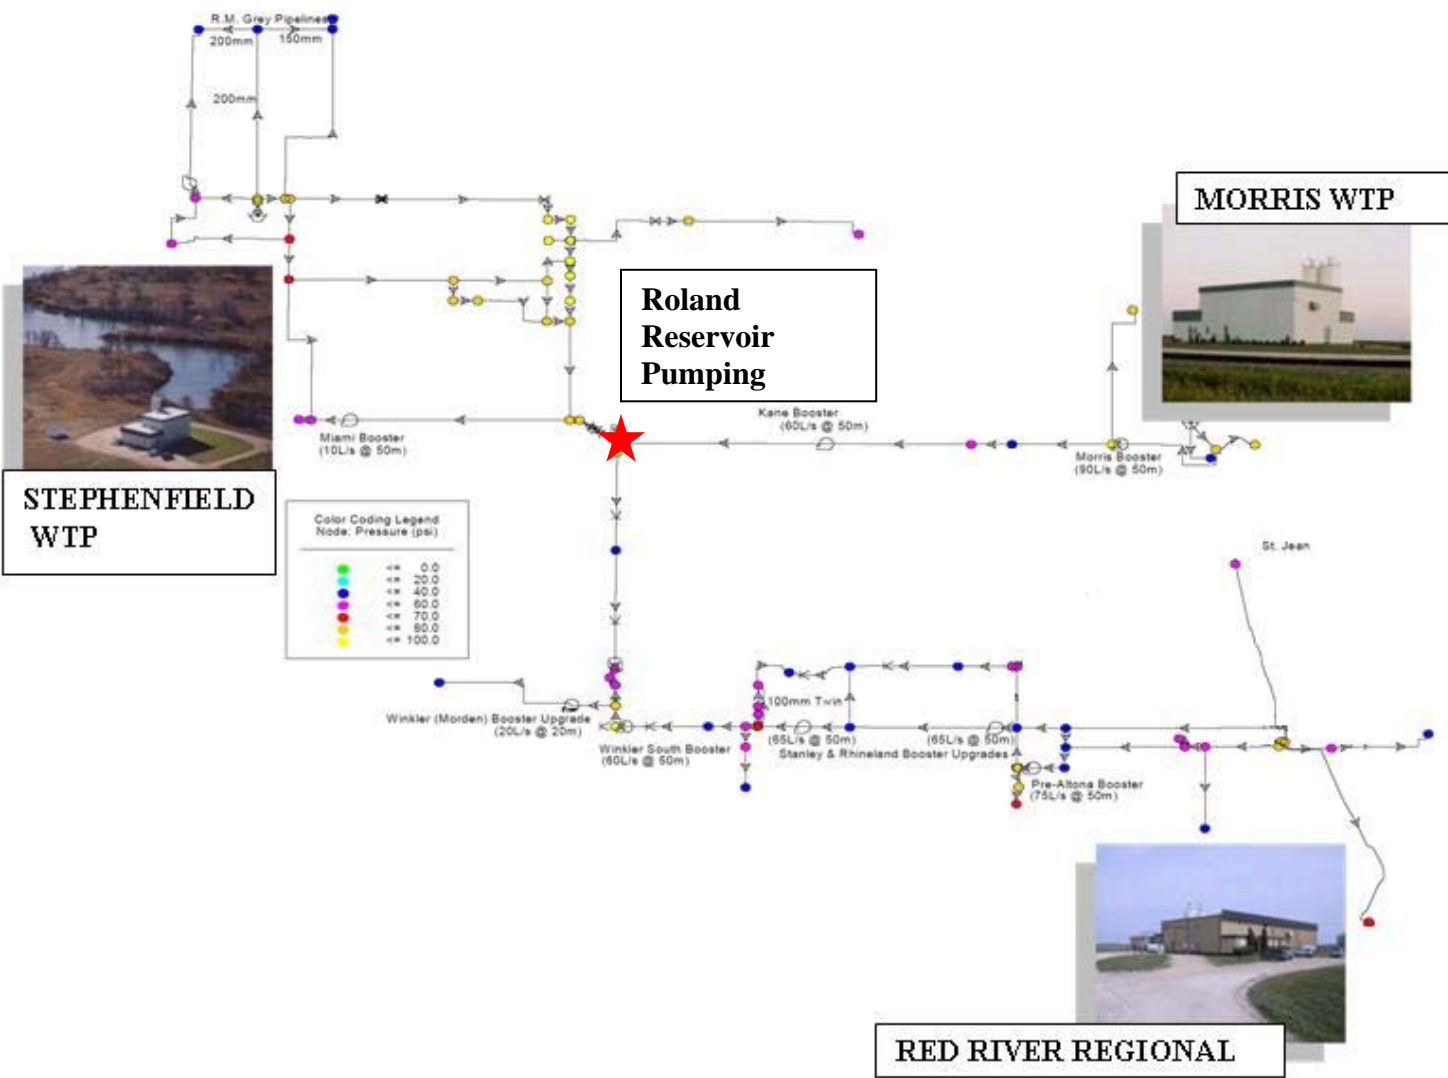 R.M. Grey Pipelines
200mm
150mm
200mm
MORRIS WTP
Roland
Reservoir
Pumping
Kane Booster
(60L/s @ 50m)
Miami Booster
(10L/s @ 50m)
Morris Booster
(90L/s @ 50m)
STEPHENFIELD
WTP
Color Coding Legend
Node: Pressure (psi)
<= 0.0
<= 20.0
<= 40.0
<= 60.0
<= 70.0
<= 80.0
<= 100.0
St. Jean
100mm Twin
Winkler (Morden) Booster Upgrade
(20L/s @ 20m)
Winkler South Booster
(60L/s @ 50m)
(65L/s @ 50m)
(65L/s @ 50m)
Stanley & Rhineland Booster Upgrades
Pre-Altona Booster
(75L/s @ 50m)
RED RIVER REGIONAL